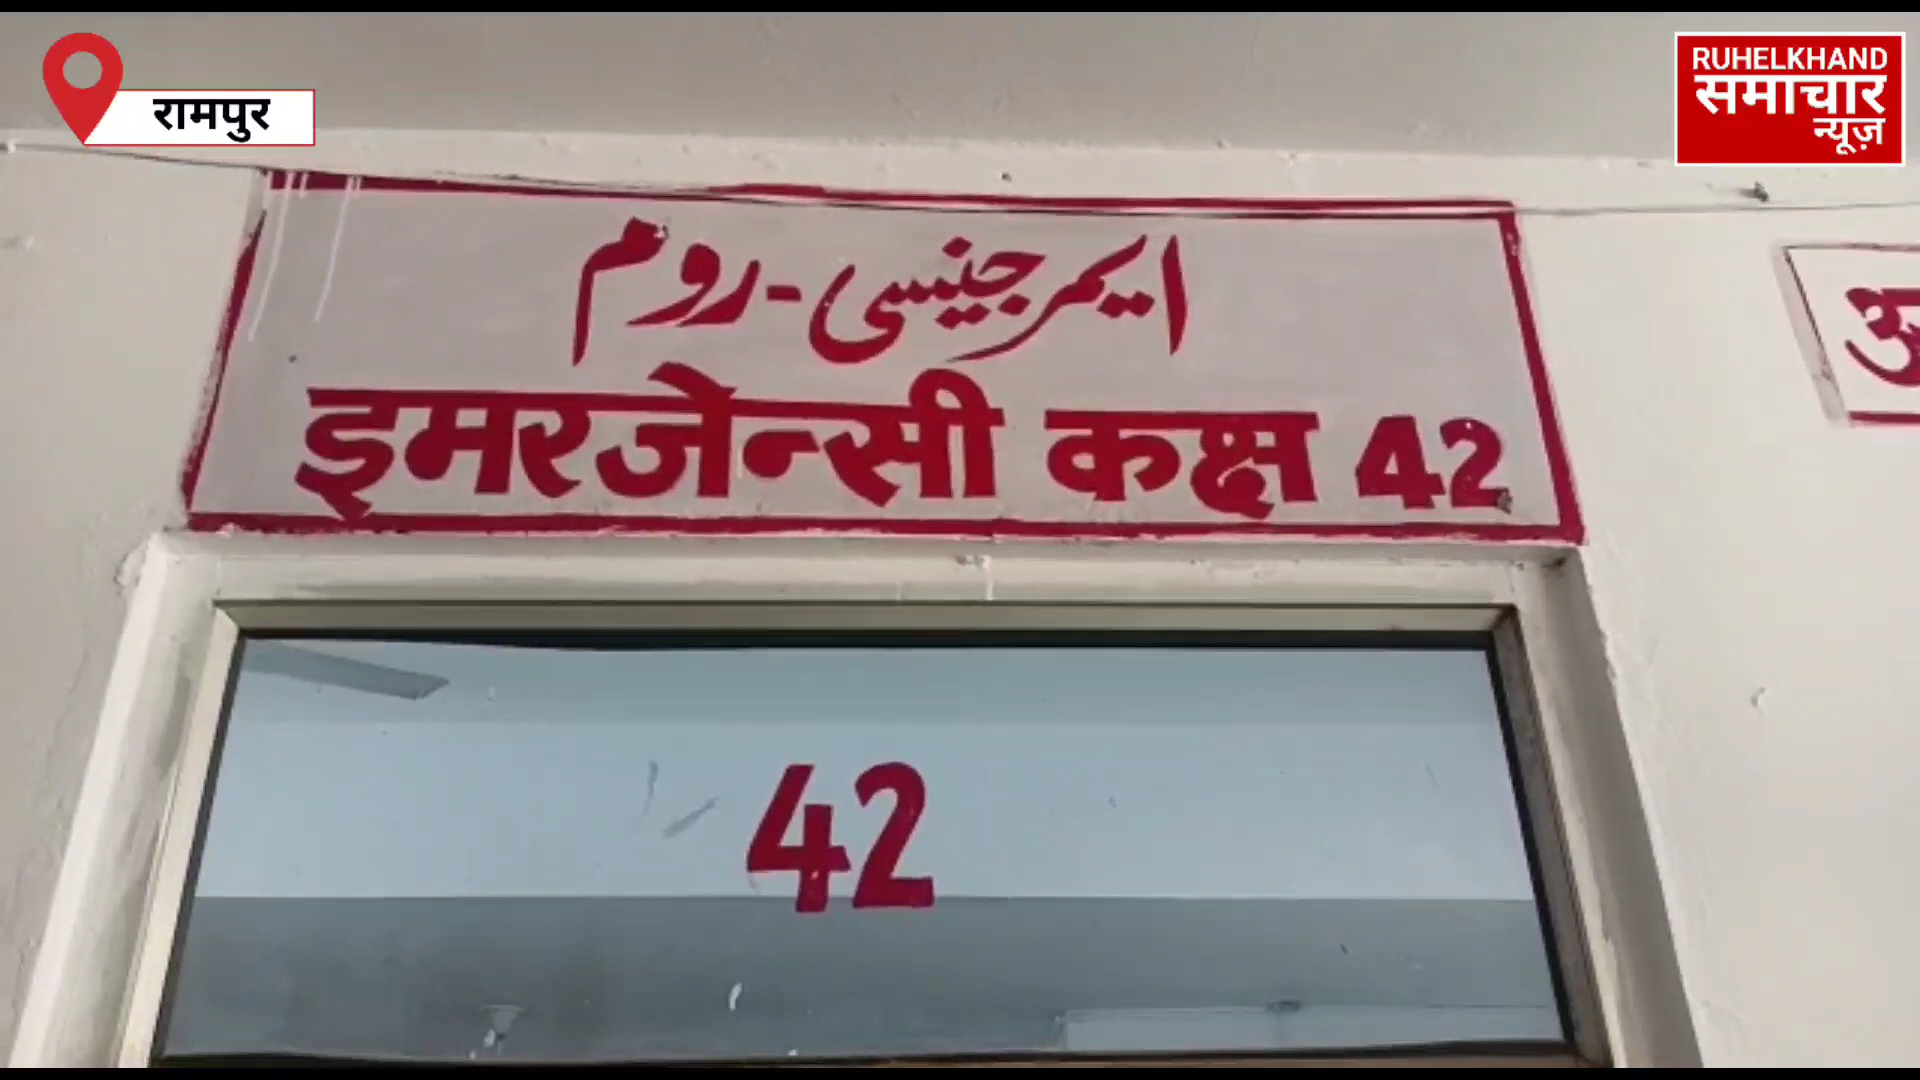 रामपुर
RUHELKHAND
समाचार
न्यूज़
ایمرجینسی-روم
इमरजेन्सी कक्ष 42
42